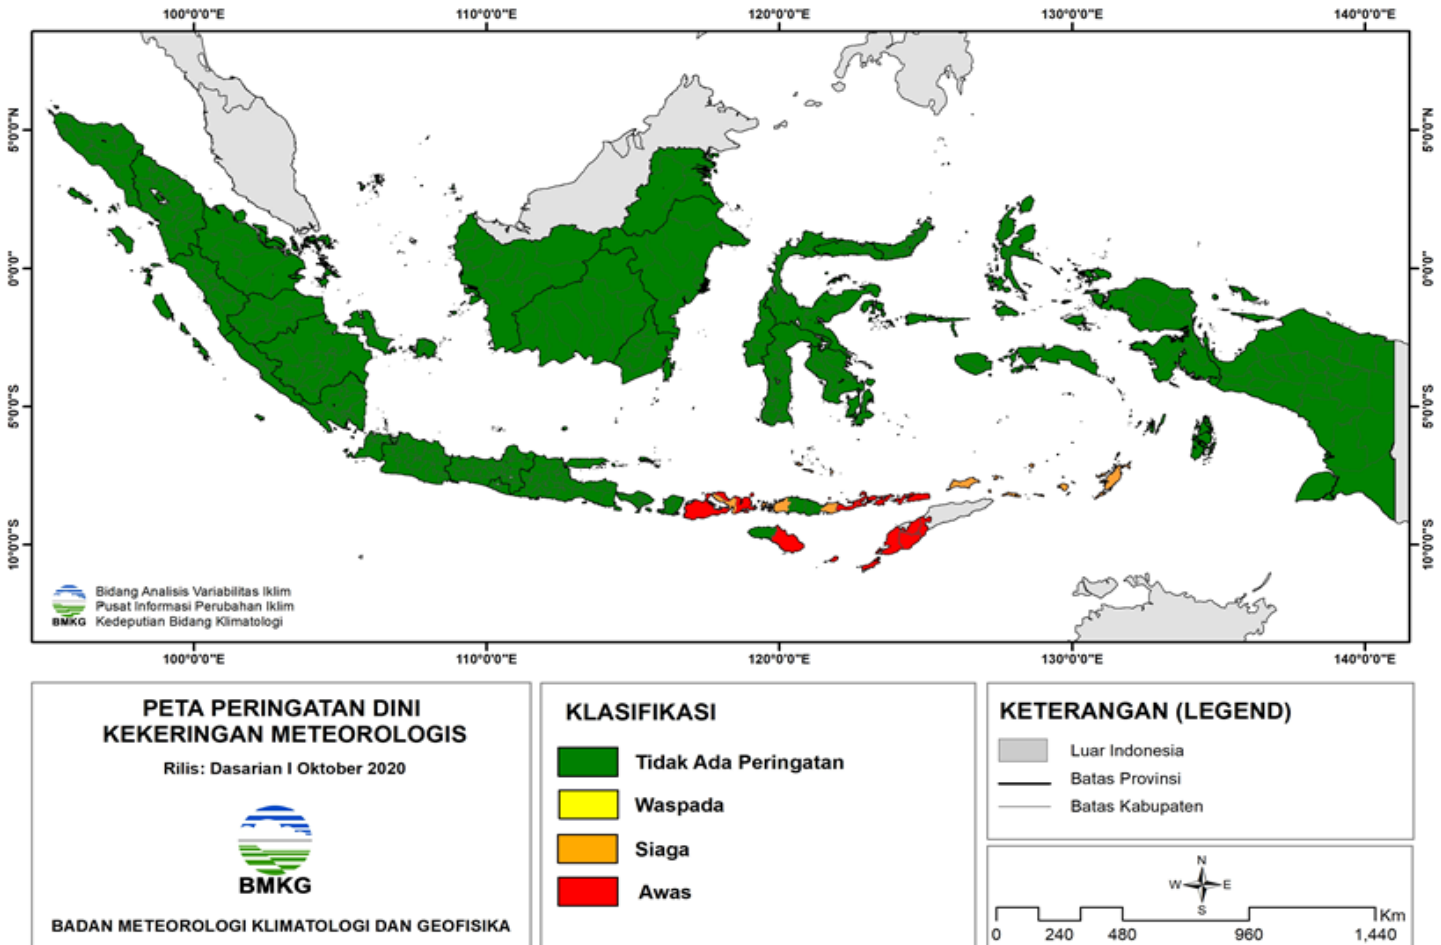 100°0'0"E 110°0'0"E 120°0'0"E 130°0'0"E 140°0'0"E
5°0'0"N 5°0'0"N
0°0'0" 0°0'0"
5°0'0"S 5°0'0"S
10°0'0"S 10°0'0"S
Bidang Analisis Variabilitas Iklim
Pusat Informasi Perubahan Iklim
BMKG Kedeputian Bidang Klimatologi
100°0'0"E 110°0'0"E 120°0'0"E 130°0'0"E 140°0'0"E
PETA PERINGATAN DINI
KEKERINGAN METEOROLOGIS
Rilis: Dasarian I Oktober 2020
BMKG
BADAN METEOROLOGI KLIMATOLOGI DAN GEOFISIKA
KLASIFIKASI
Tidak Ada Peringatan
Waspada
Siaga
Awas
KETERANGAN (LEGEND)
Luar Indonesia
Batas Provinsi
Batas Kabupaten
N
W E
S
Km
0 240 480 960 1,440